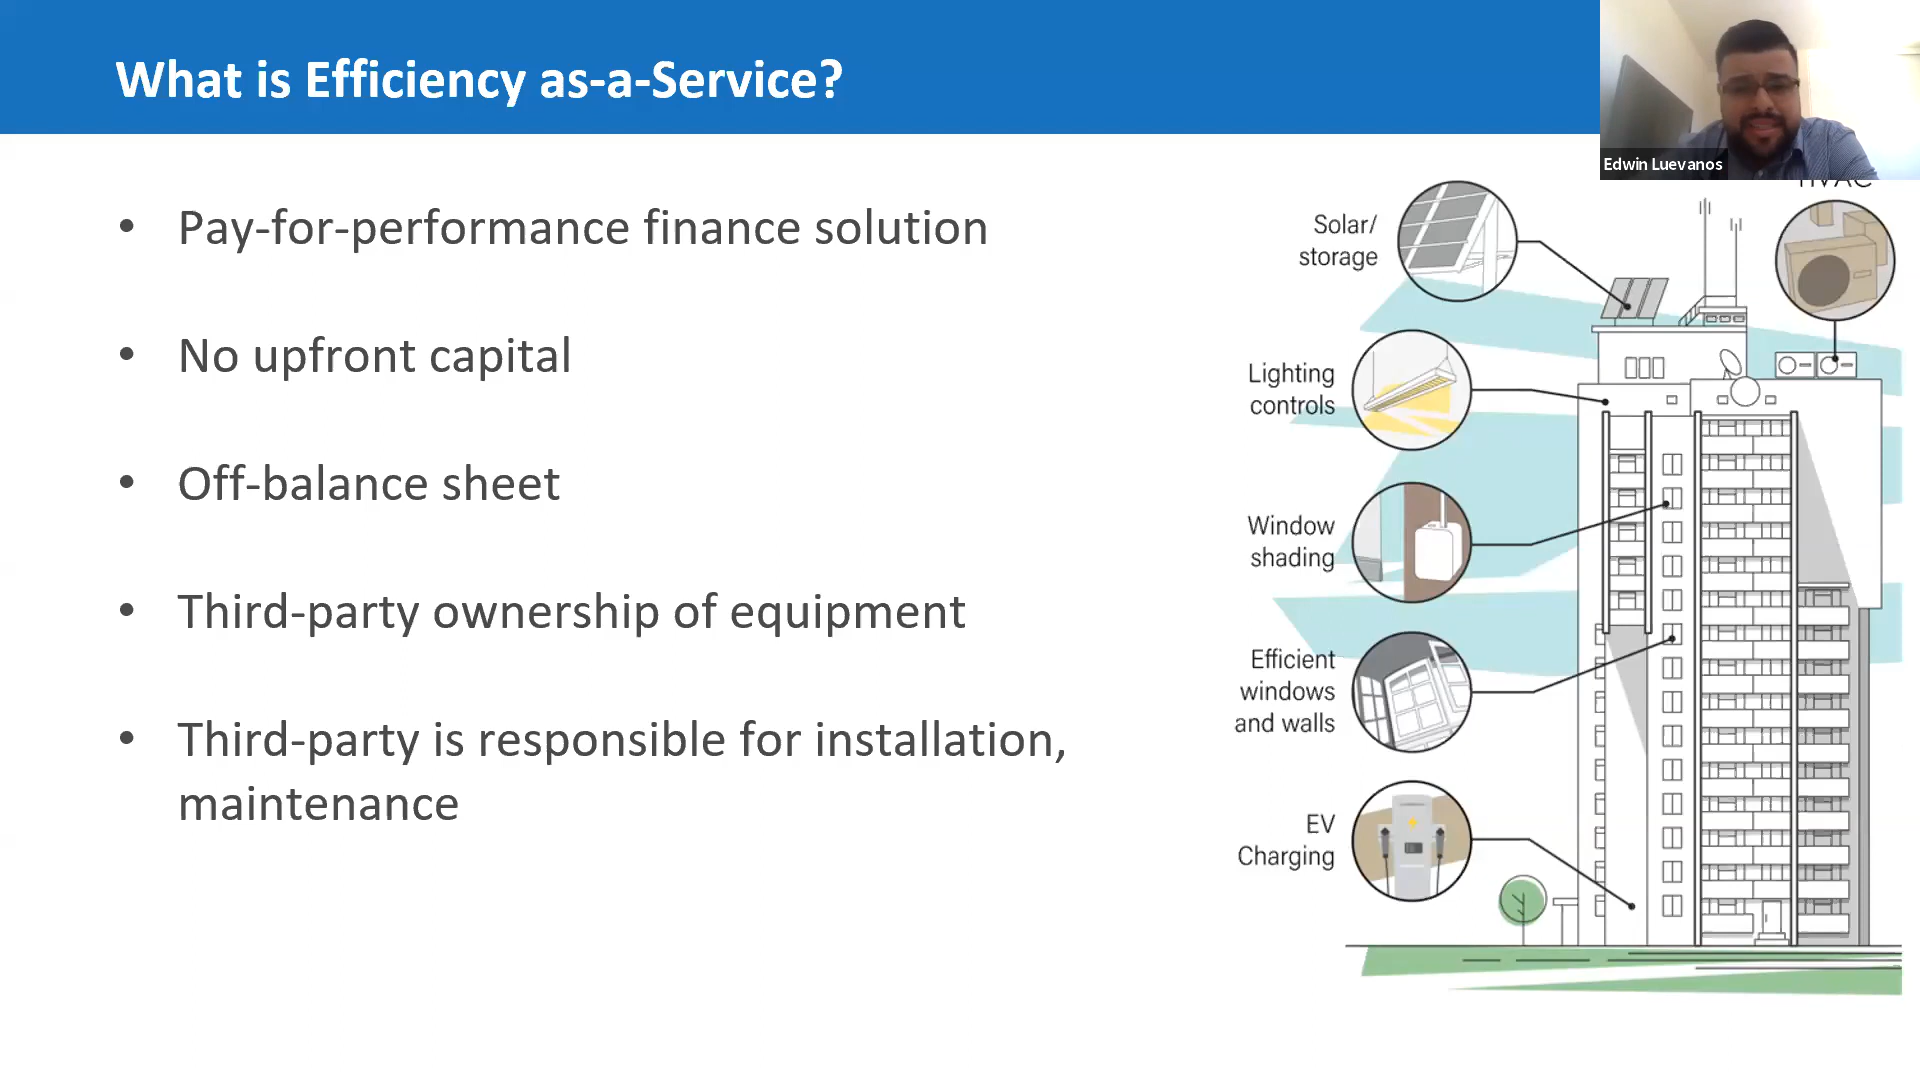 What is Efficiency as-a-Service?
Edwin Luevanos
• Pay-for-performance finance solution
• No upfront capital
• Off-balance sheet
• Third-party ownership of equipment
• Third-party is responsible for installation,
maintenance
HVAC
Solar/
storage
Lighting
controls
Window
shading
Efficient
windows
and walls
EV
Charging